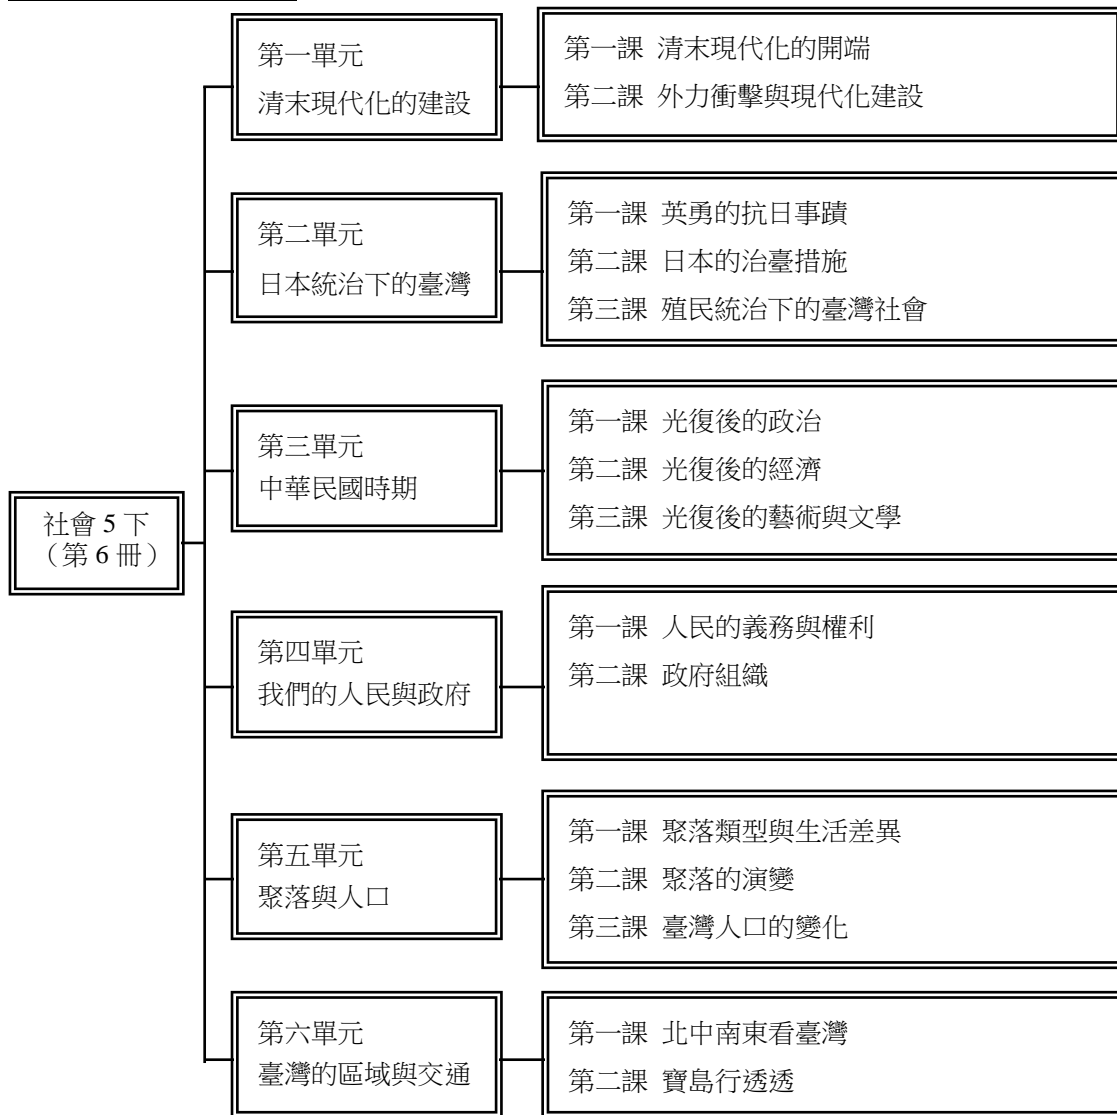 社會 5 下
（第 6 冊）
第一單元
清末現代化的建設
第一課 清末現代化的開端
第二課 外力衝擊與現代化建設
第二單元
日本統治下的臺灣
第一課 英勇的抗日事蹟
第二課 日本的治臺措施
第三課 殖民統治下的臺灣社會
第三單元
中華民國時期
第一課 光復後的政治
第二課 光復後的經濟
第三課 光復後的藝術與文學
第四單元
我們的人民與政府
第一課 人民的義務與權利
第二課 政府組織
第五單元
聚落與人口
第一課 聚落類型與生活差異
第二課 聚落的演變
第三課 臺灣人口的變化
第六單元
臺灣的區域與交通
第一課 北中南東看臺灣
第二課 寶島行透透